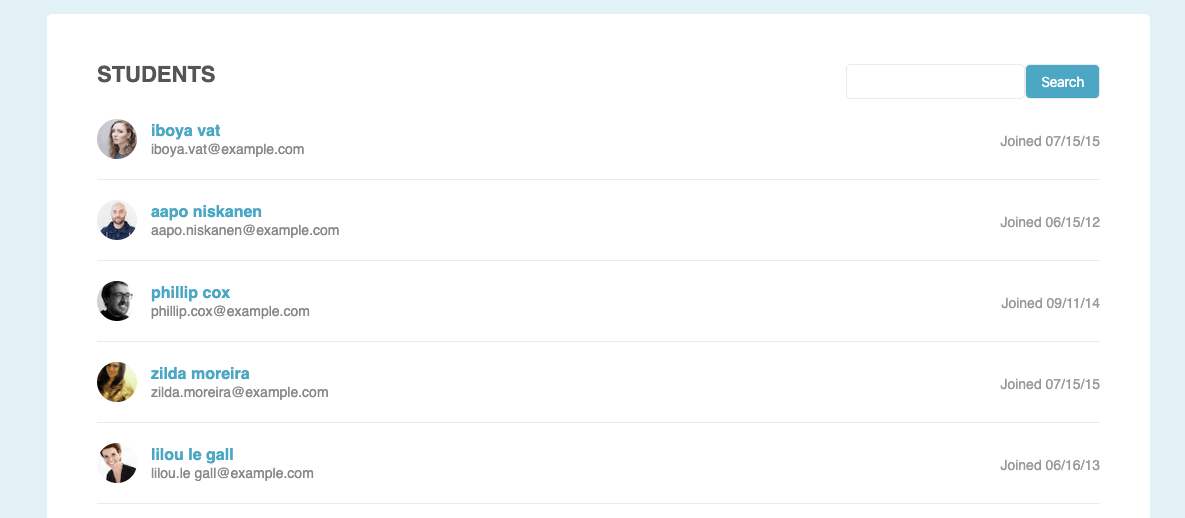 STUDENTS
Search
iboya vat
iboya.vat@example.com
Joined 07/15/15
aapo niskanen
aapo.niskanen@example.com
Joined 06/15/12
phillip cox
phillip.cox@example.com
Joined 09/11/14
zilda moreira
zilda.moreira@example.com
Joined 07/15/15
lilou le gall
lilou.le gall@example.com
Joined 06/16/13